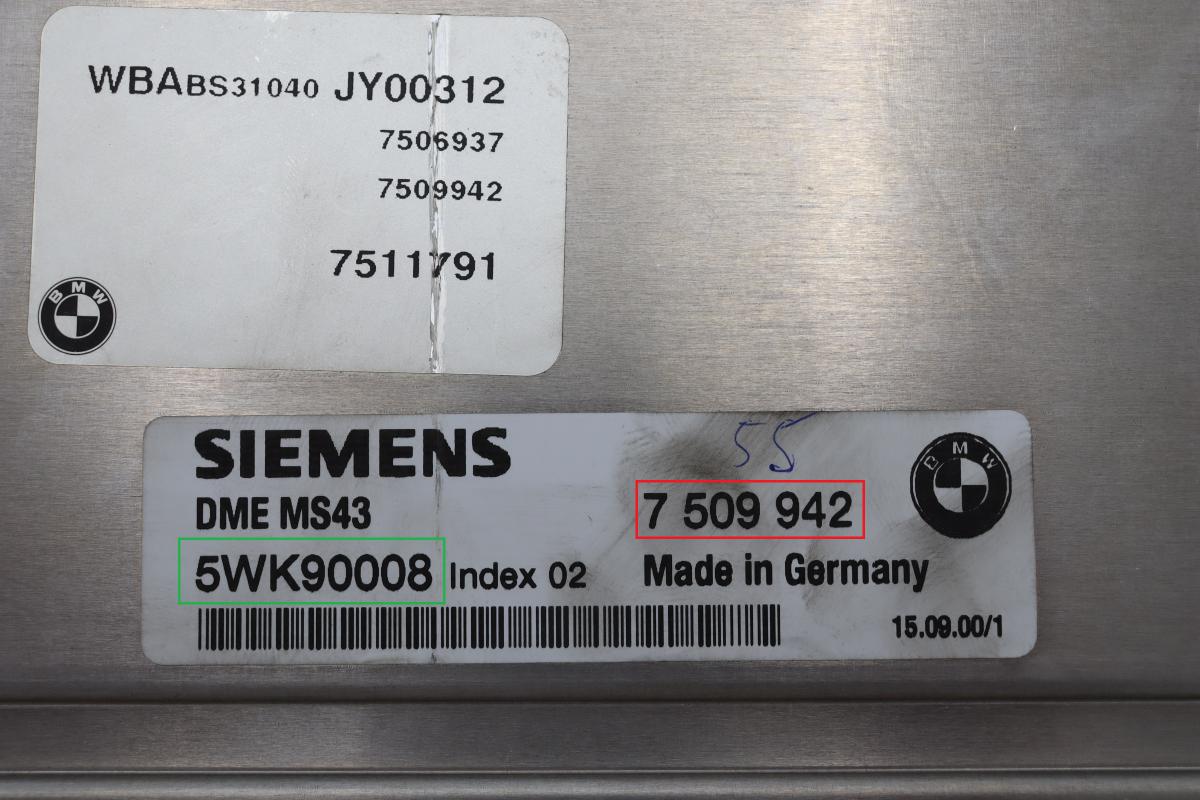 WBABS31040 JY00312
7506937
7509942
7511791
BMW
SIEMENS
55
BMW
DME MS43
7 509 942
5WK90008 Index 02
Made in Germany
15.09.00/1